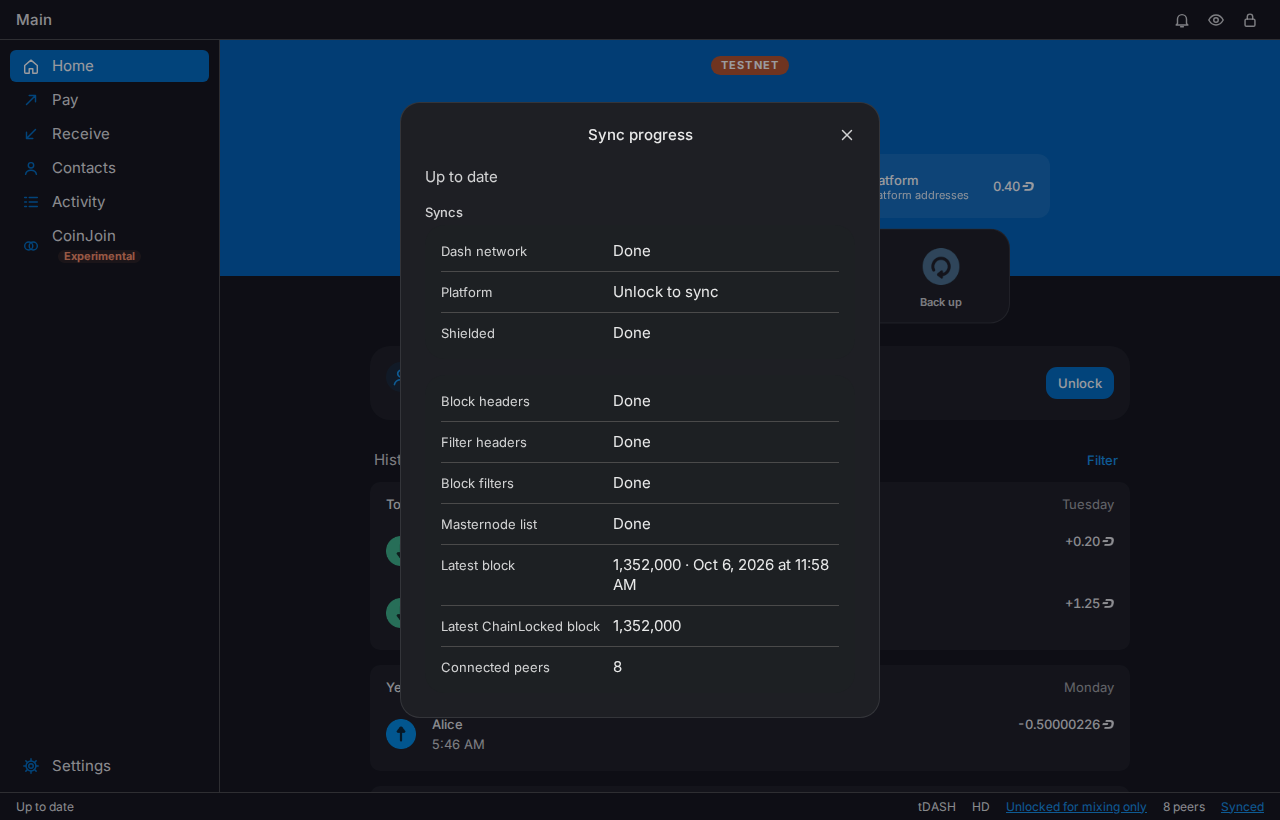 Main
Home
Pay
Receive
Contacts
Activity
CoinJoin
Experimental
Settings
TESTNET
atform
atform addresses
0.40
Back up
Unlock
Hist
Filter
To
Tuesday
+0.20
+1.25
Ye
Monday
Alice
-0.50000226
5:46 AM
Sync progress
Up to date
Syncs
Dash network Done
Platform Unlock to sync
Shielded Done
Block headers Done
Filter headers Done
Block filters Done
Masternode list Done
Latest block 1,352,000 · Oct 6, 2026 at 11:58
AM
Latest ChainLocked block 1,352,000
Connected peers 8
Up to date
tDASH HD Unlocked for mixing only 8 peers Synced